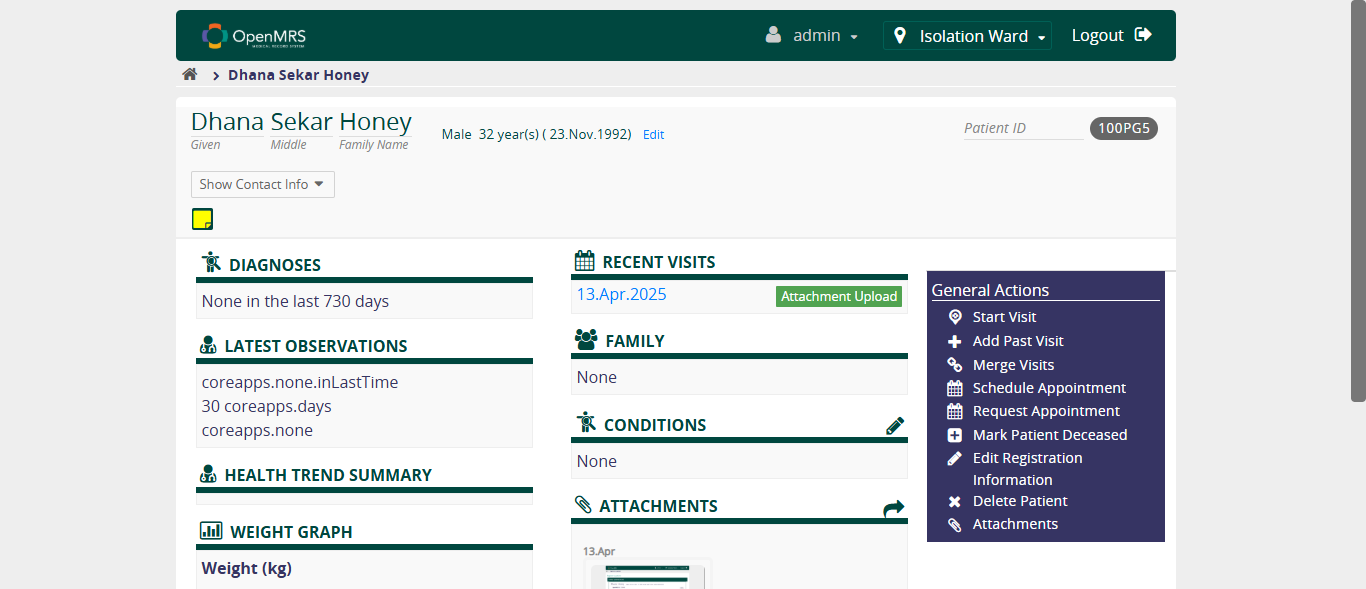 OpenMRS
MEDICAL RECORD SYSTEM
admin
Isolation Ward
Logout
Dhana Sekar Honey
Dhana Sekar Honey
Given Middle Family Name
Male 32 year(s) ( 23.Nov.1992) Edit
Patient ID 100PG5
Show Contact Info
DIAGNOSES
None in the last 730 days
LATEST OBSERVATIONS
coreapps.none.inLastTime
30 coreapps.days
coreapps.none
HEALTH TREND SUMMARY
WEIGHT GRAPH
Weight (kg)
RECENT VISITS
13.Apr.2025 Attachment Upload
FAMILY
None
CONDITIONS
None
ATTACHMENTS
13.Apr
General Actions
Start Visit
Add Past Visit
Merge Visits
Schedule Appointment
Request Appointment
Mark Patient Deceased
Edit Registration
Information
Delete Patient
Attachments